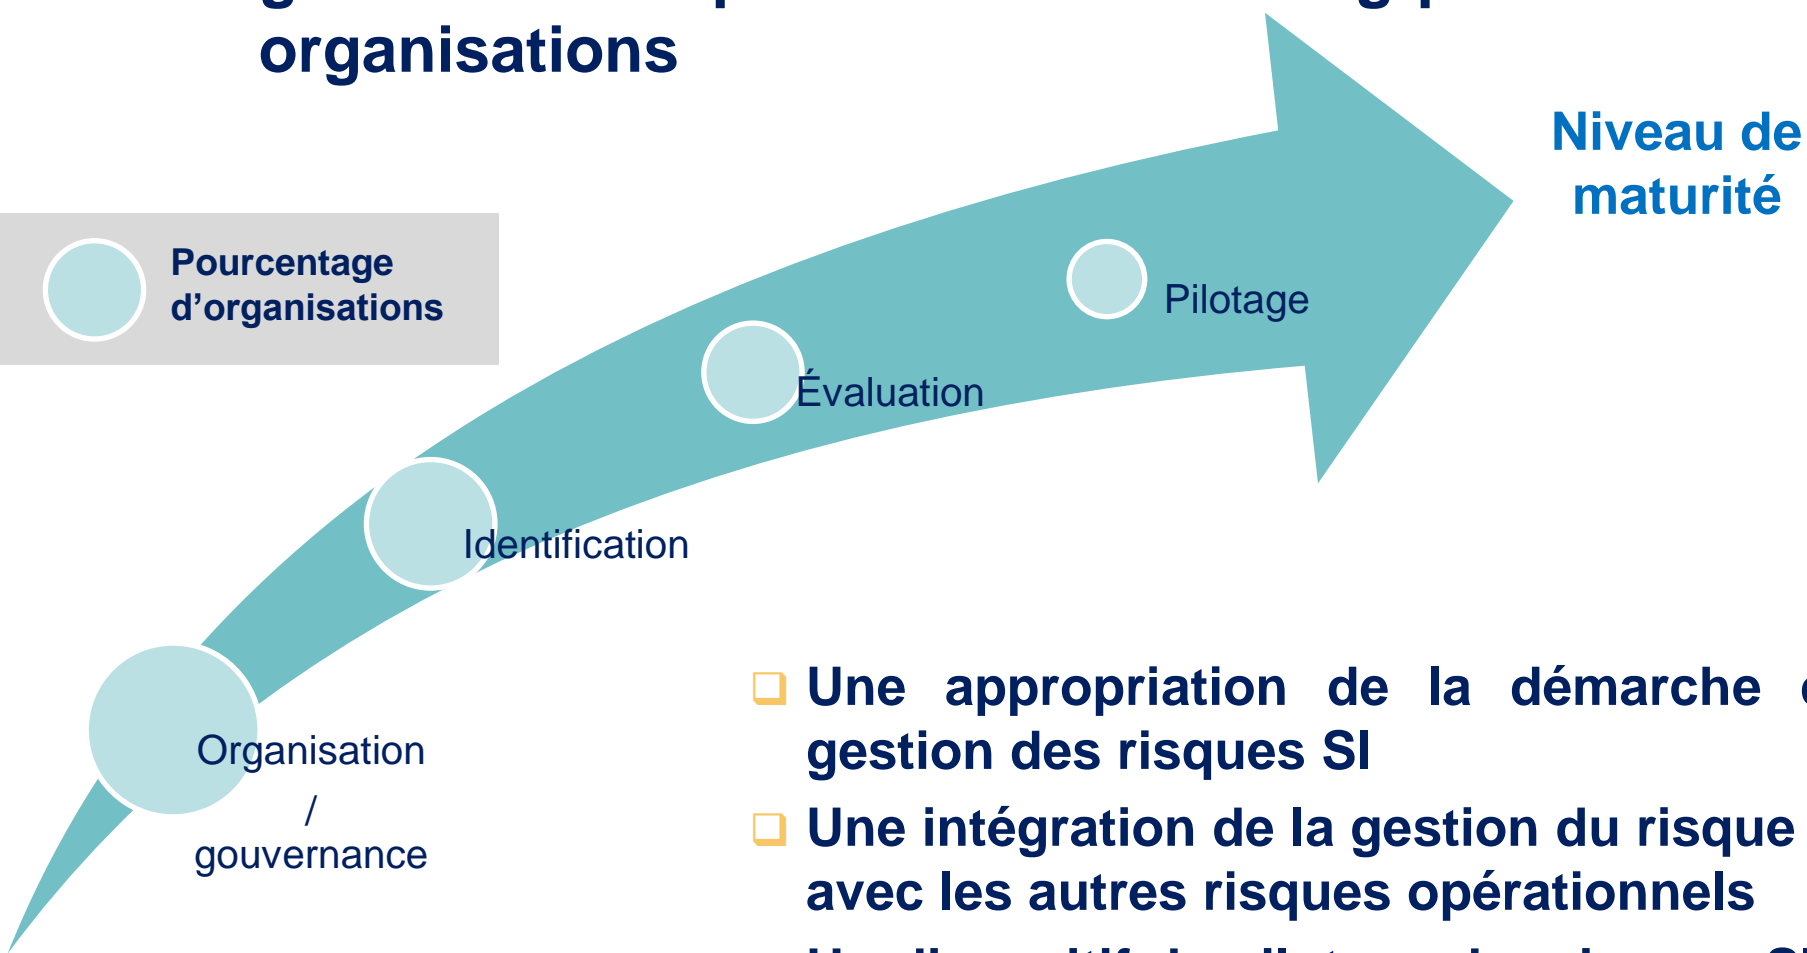 organisations
Niveau de
maturité
Pourcentage
d’organisations
Pilotage
Évaluation
Identification
Organisation
/
gouvernance
❑ Une appropriation de la démarche
gestion des risques SI
❑ Une intégration de la gestion du risque
avec les autres risques opérationnels